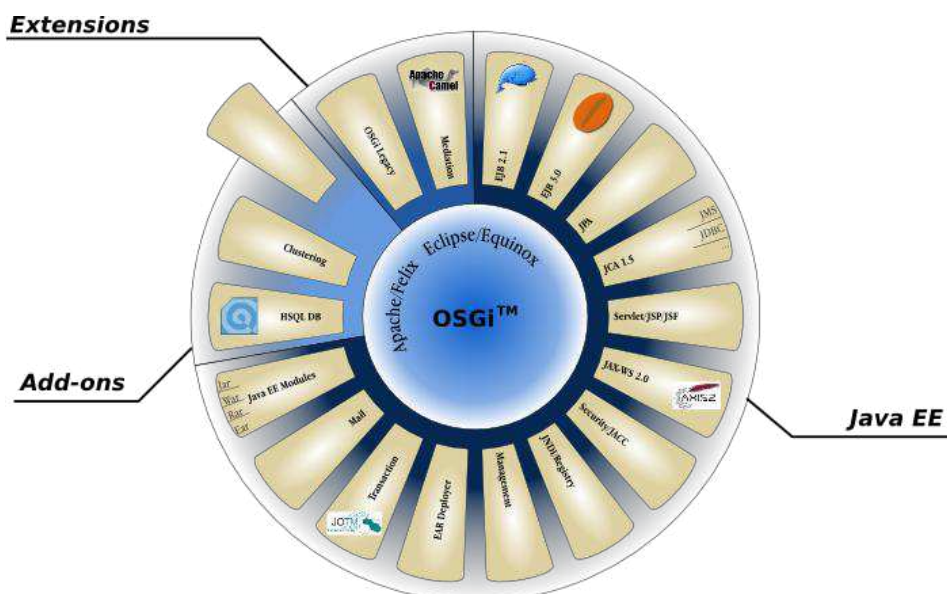 Extensions
OSGi Legacy
Apache
Camel
Mediation
EJB 2.1
EJB 3.0
JPA
JCA 1.5
JMS
JDBC
...
Servlet/JSP/JSF
JAX-WS 2.0
AXIS2
Security/JACC
JNDI/Registry
Management
EAR Deployer
Transaction
JOTM
Mail
Java EE Modules
Jar
War
Rar
Ear
HSQL DB
Clustering
Apache/Felix
Eclipse/Equinox
OSGi™
Add-ons
Java EE